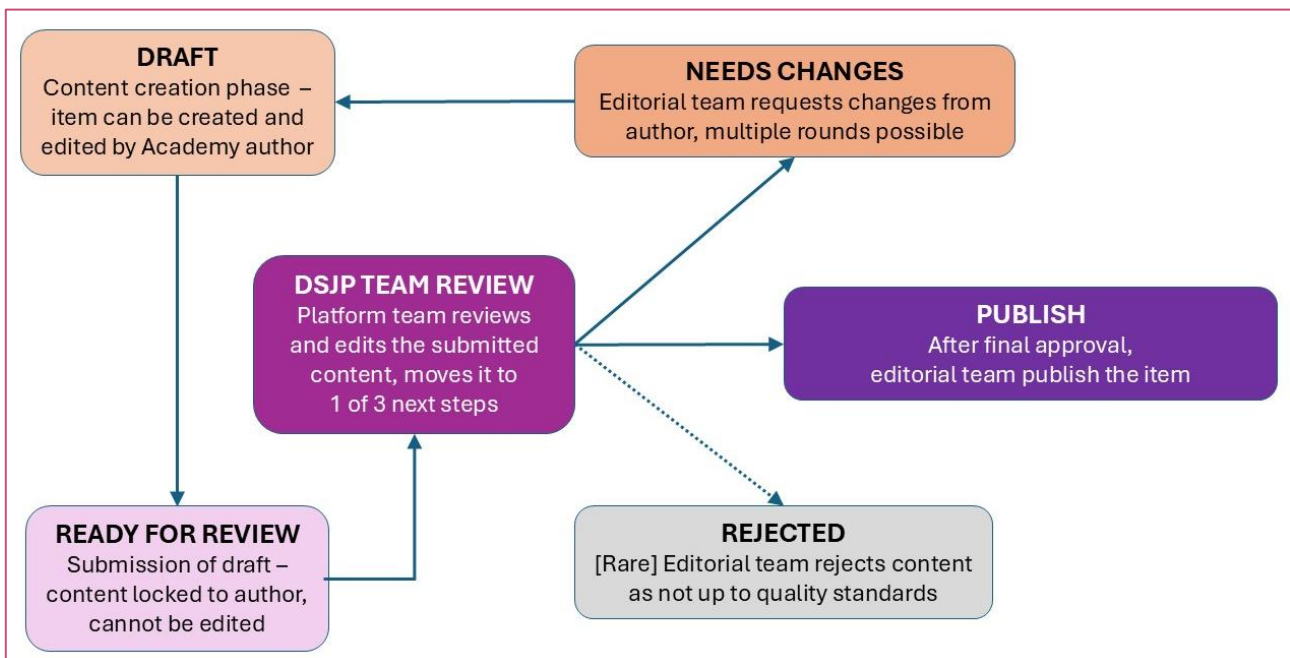 DRAFT
Content creation phase –
item can be created and
edited by Academy author
NEEDS CHANGES
Editorial team requests changes from
author, multiple rounds possible
DSJP TEAM REVIEW
Platform team reviews
and edits the submitted
content, moves it to
1 of 3 next steps
PUBLISH
After final approval,
editorial team publish the item
READY FOR REVIEW
Submission of draft –
content locked to author,
cannot be edited
REJECTED
[Rare] Editorial team rejects content
as not up to quality standards